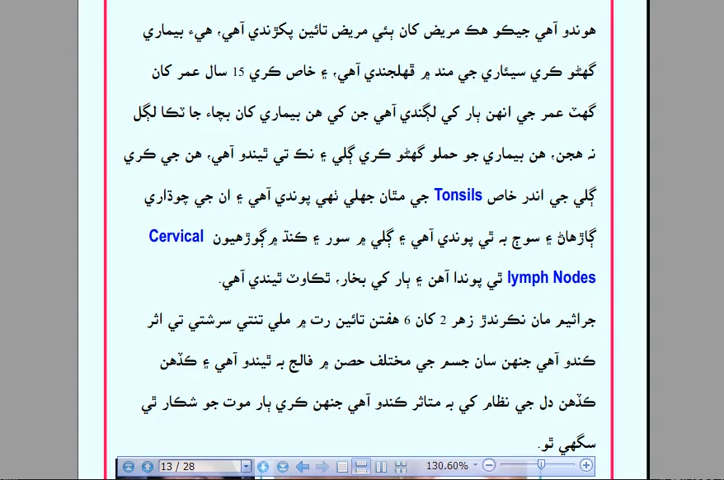 هوندو آهي جيڪو هڪ مريض کان ٻئي مريض تائين پکڙندي آهي، هيءَ بيماري
گهڻو ڪري سيئاري جي مند ۾ ڦهلجندي آهي، ۽ خاص ڪري 15 سال عمر کان
گهٽ عمر جي انهن ٻار کي لڳندي آهي جن کي هن بيماري کان بچاءَ جا ٽڪا لڳل
نہ هجن، هن بيماري جو حملو گهڻو ڪري ڳلي ۽ نڪ تي ٿيندو آهي، هن جي ڪري
ڳلي جي اندر خاص Tonsils جي مٿان جهلي ٺهي پوندي آهي ۽ ان جي چوڌاري
ڳاڙهاڻ ۽ سوڄ بہ ٿي پوندي آهي ۽ ڳلي ۾ سور ۽ ڪنڌ ۾ ڳوڙهيون Cervical
lymph Nodes ٿي پوندا آهن ۽ ٻار کي بخار، ٿڪاوٽ ٿيندي آهي.
جراثيم مان نڪرندڙ زهر 2 کان 6 هفتن تائين رت ۾ ملي تنتي سرشتي تي اثر
ڪندو آهي جنهن سان جسم جي مختلف حصن ۾ فالج بہ ٿيندو آهي ۽ ڪڏهن
ڪڏهن دل جي نظام کي بہ متاثر ڪندو آهي جنهن ڪري ٻار موت جو شڪار ٿي
سگهي ٿو.
13 / 28 130.60%